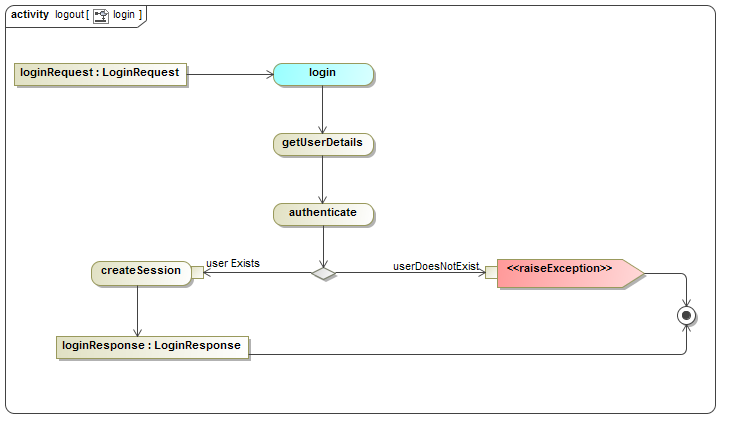 activity logout [ login ]
loginRequest : LoginRequest
login
getUserDetails
authenticate
user Exists
userDoesNotExist
createSession
<<raiseException>>
loginResponse : LoginResponse